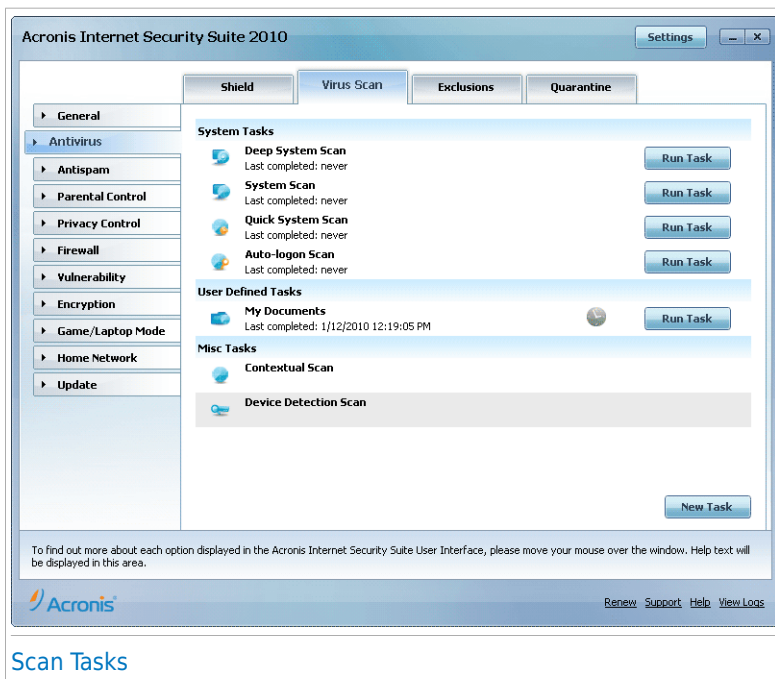 Acronis Internet Security Suite 2010
Settings
Shield
Virus Scan
Exclusions
Quarantine
General
Antivirus
Antispam
Parental Control
Privacy Control
Firewall
Vulnerability
Encryption
Game/Laptop Mode
Home Network
Update
System Tasks
Deep System Scan
Last completed: never
Run Task
System Scan
Last completed: never
Run Task
Quick System Scan
Last completed: never
Run Task
Auto-logon Scan
Last completed: never
Run Task
User Defined Tasks
My Documents
Last completed: 1/12/2010 12:19:05 PM
Run Task
Misc Tasks
Contextual Scan
Device Detection Scan
New Task
To find out more about each option displayed in the Acronis Internet Security Suite User Interface, please move your mouse over the window. Help text will
be displayed in this area.
Acronis
Renew Support Help View Logs
Scan Tasks